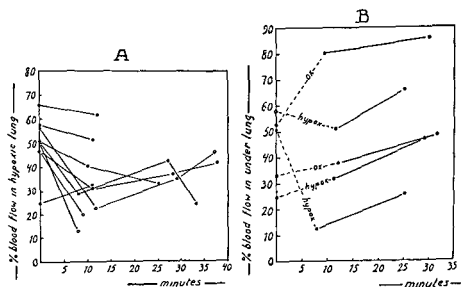 A
% blood flow in hypoxic lung
80
70
60
50
40
30
20
10
0
5 10 15 20 25 30 35 40
minutes
B
% blood flow in under lung
90
80
70
60
50
40
30
20
10
0
ox
hypox
ox
hypox
hypox
5 10 15 20 25 30 35
minutes